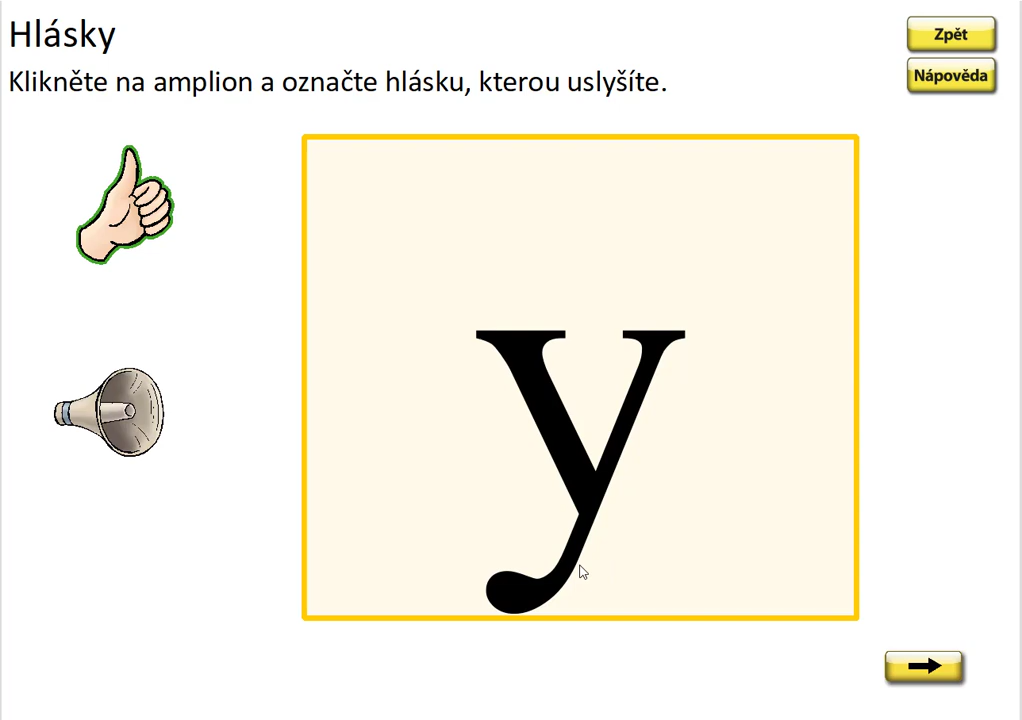 Hlásky
Zpět
Klikněte na amplion a označte hlásku, kterou uslyšíte.
Nápověda
y